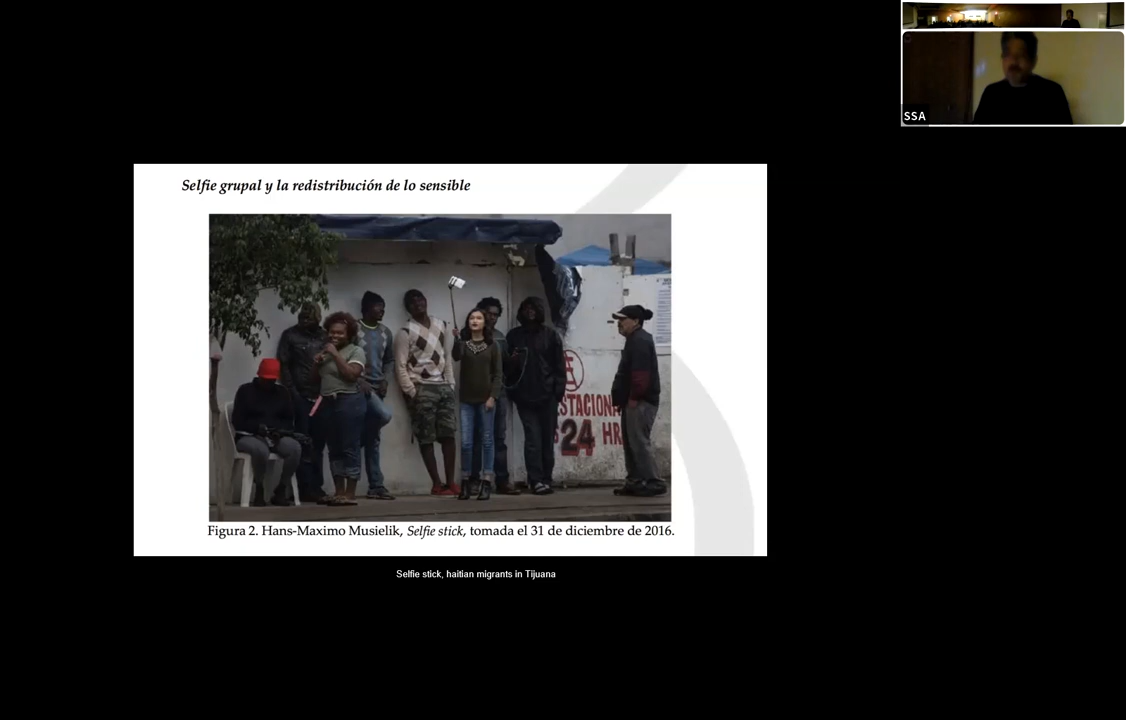 SSA
Selfie grupal y la redistribución de lo sensible
STACION
24 HR
Figura 2. Hans-Maximo Musielik, Selfie stick, tomada el 31 de diciembre de 2016.
Selfie stick, haitian migrants in Tijuana